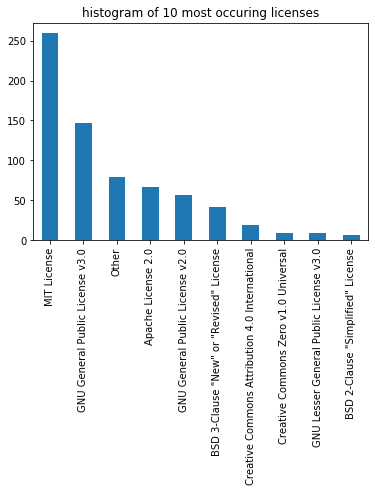 histogram of 10 most occuring licenses
250
200
150
100
50
0
MIT License
GNU General Public License v3.0
Other
Apache License 2.0
GNU General Public License v2.0
BSD 3-Clause "New" or "Revised" License
Creative Commons Attribution 4.0 International
Creative Commons Zero v1.0 Universal
GNU Lesser General Public License v3.0
BSD 2-Clause "Simplified" License